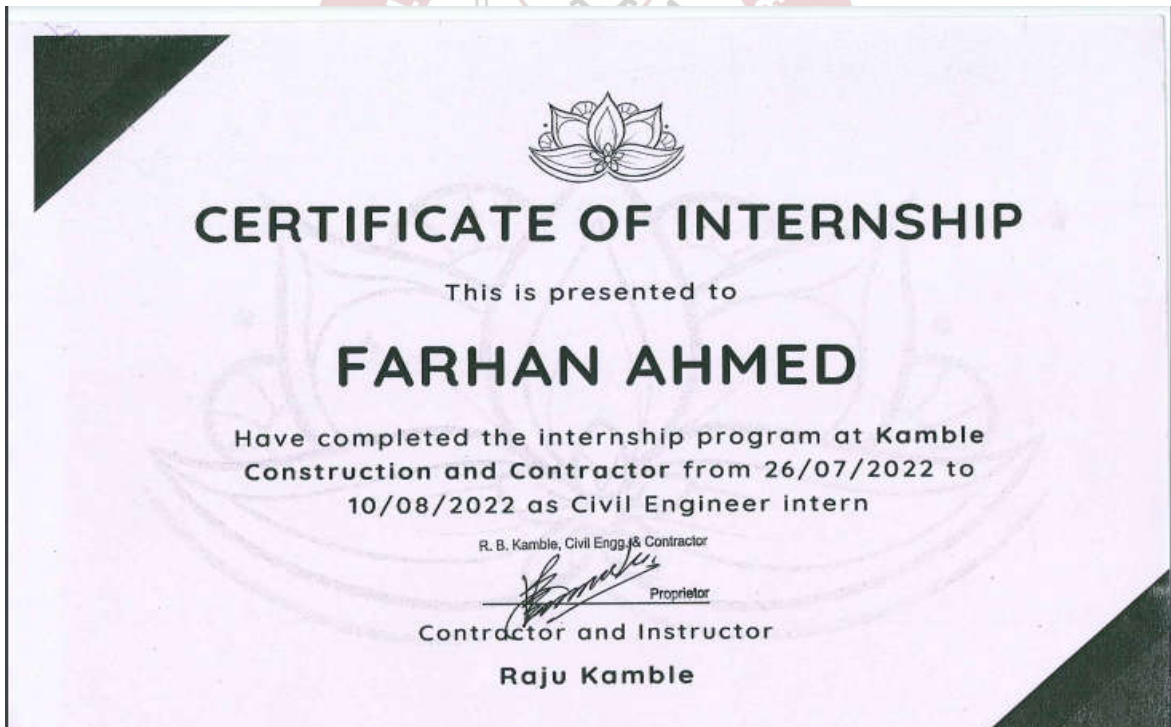 CERTIFICATE OF INTERNSHIP
This is presented to
FARHAN AHMED
Have completed the internship program at Kamble
Construction and Contractor from 26/07/2022 to
10/08/2022 as Civil Engineer intern
R. B. Kamble, Civil Engg. & Contractor
Proprietor
Contractor and Instructor
Raju Kamble